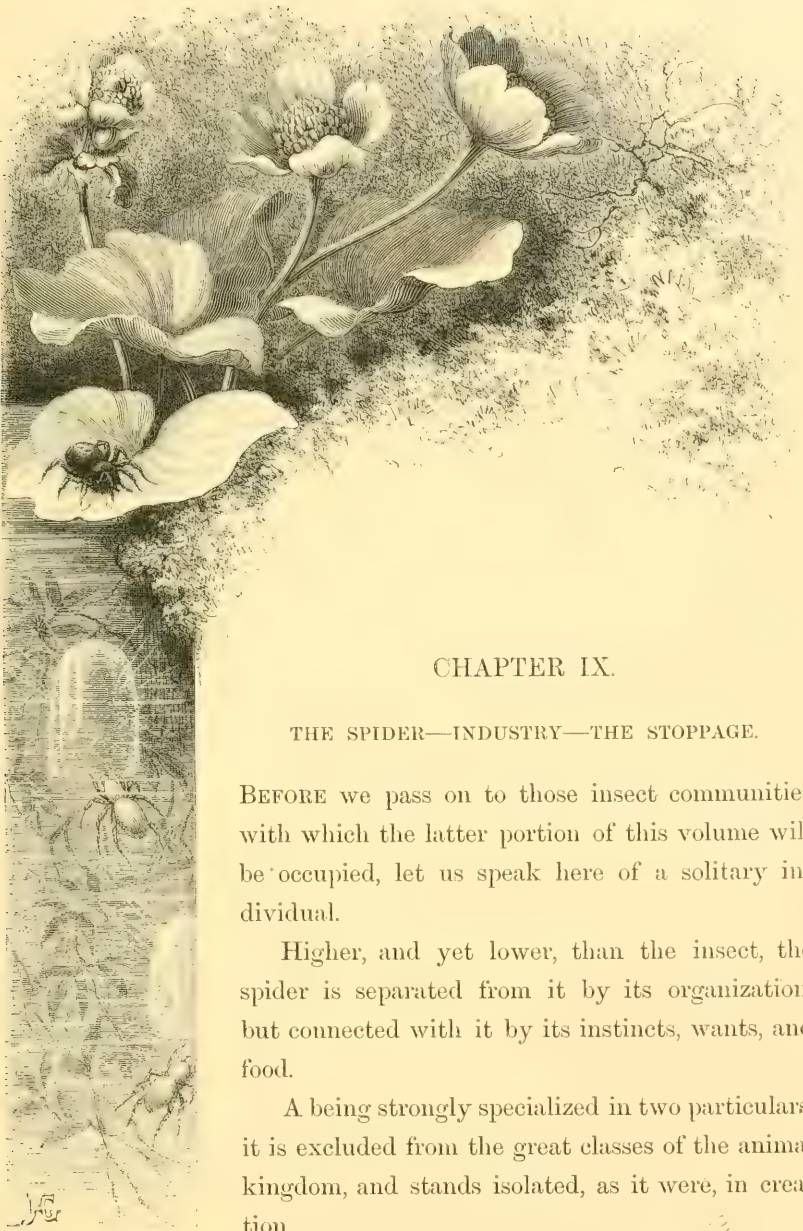 CHAPTER IX.
THE SPIDER—INDUSTRY—THE STOPPAGE.
BEFORE we pass on to those insect communitie
with which the latter portion of this volume wil
be occupied, let us speak here of a solitary in
dividual.
Higher, and yet lower, than the insect, th
spider is separated from it by its organization
but connected with it by its instincts, wants, an
food.
A being strongly specialized in two particulars
it is excluded from the great classes of the anima
kingdom, and stands isolated, as it were, in crea
tion